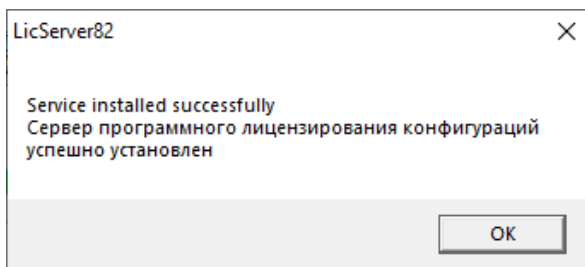 LicServer82
Service installed successfully
Сервер программного лицензирования конфигураций
успешно установлен
OK